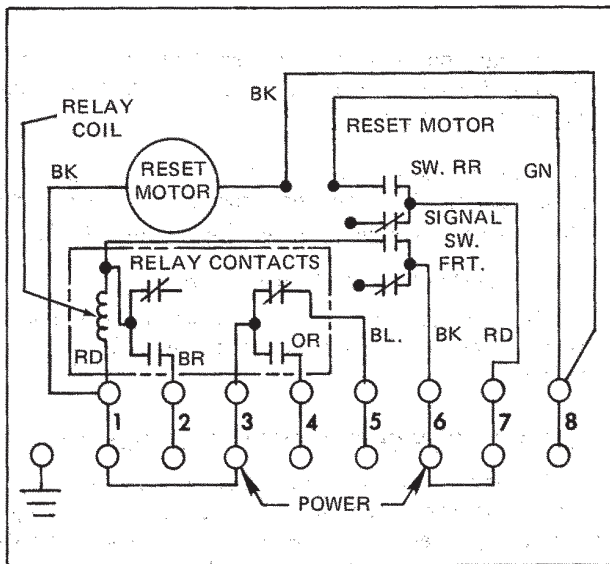 BK
RELAY
COIL
RESET MOTOR
BK
RESET
MOTOR
SW. RR
GN
SIGNAL
SW.
FRT.
RELAY CONTACTS
RD
BR
OR
BL.
BK
RD
1
2
3
4
5
6
7
8
POWER